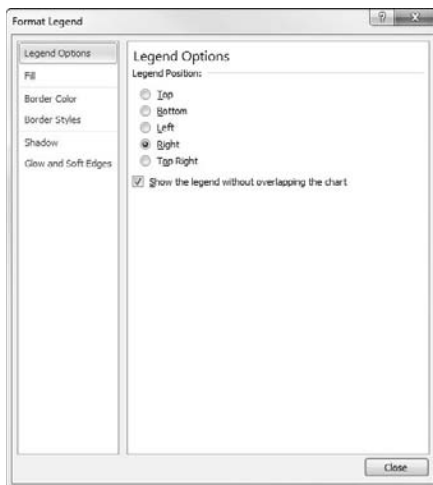 Format Legend
Legend Options
Fill
Border Color
Border Styles
Shadow
Glow and Soft Edges
Legend Options
Legend Position:
Top
Bottom
Left
Right
Top Right
Show the legend without overlapping the chart
Close